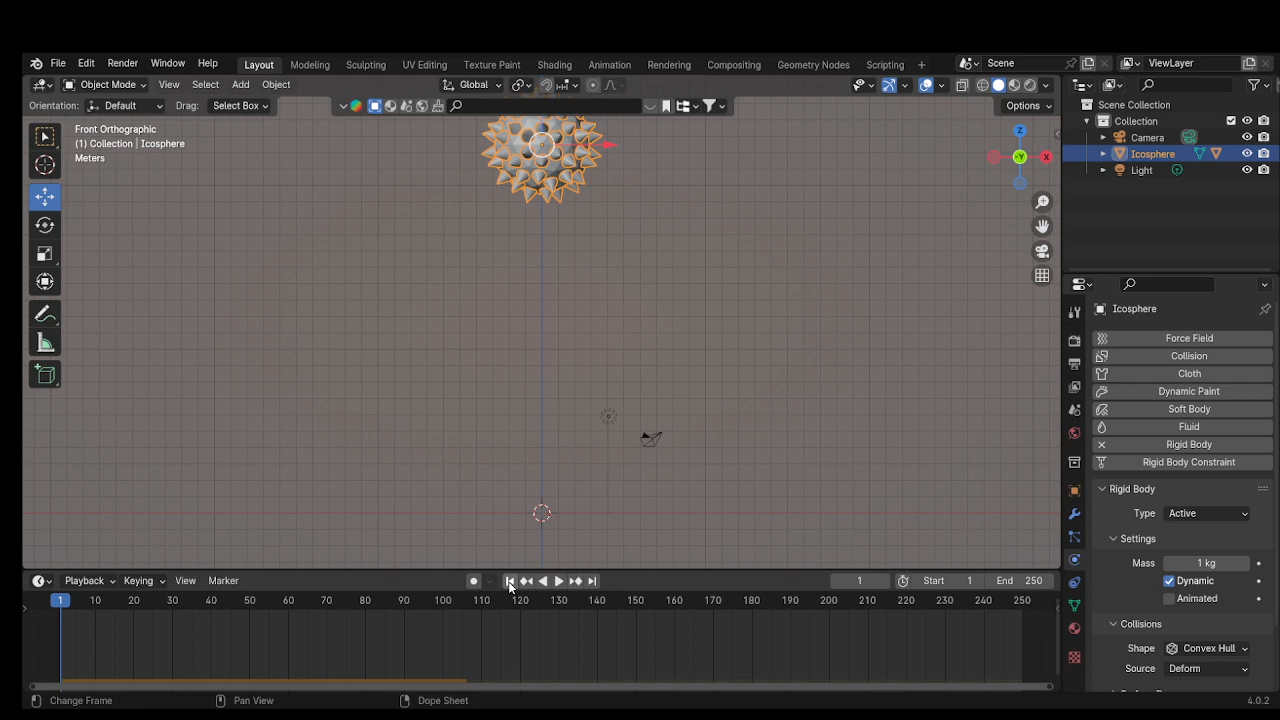 File Edit Render Window Help Layout Modeling Sculpting UV Editing Texture Paint Shading Animation Rendering Compositing Geometry Nodes Scripting + Scene ViewLayer
Object Mode View Select Add Object Global
Orientation: Default Drag: Select Box Options
Front Orthographic
(1) Collection | Icosphere
Meters
Z
-Y
X
Scene Collection
Collection
Camera
Icosphere
Light
Icosphere
Force Field
Collision
Cloth
Dynamic Paint
Soft Body
Fluid
Rigid Body
Rigid Body Constraint
Rigid Body
Type Active
Settings
Mass 1 kg
Dynamic
Animated
Collisions
Shape Convex Hull
Source Deform
Playback Keying View Marker 1 Start 1 End 250
1 10 20 30 40 50 60 70 80 90 100 110 120 130 140 150 160 170 180 190 200 210 220 230 240 250
Change Frame Pan View Dope Sheet 4.0.2